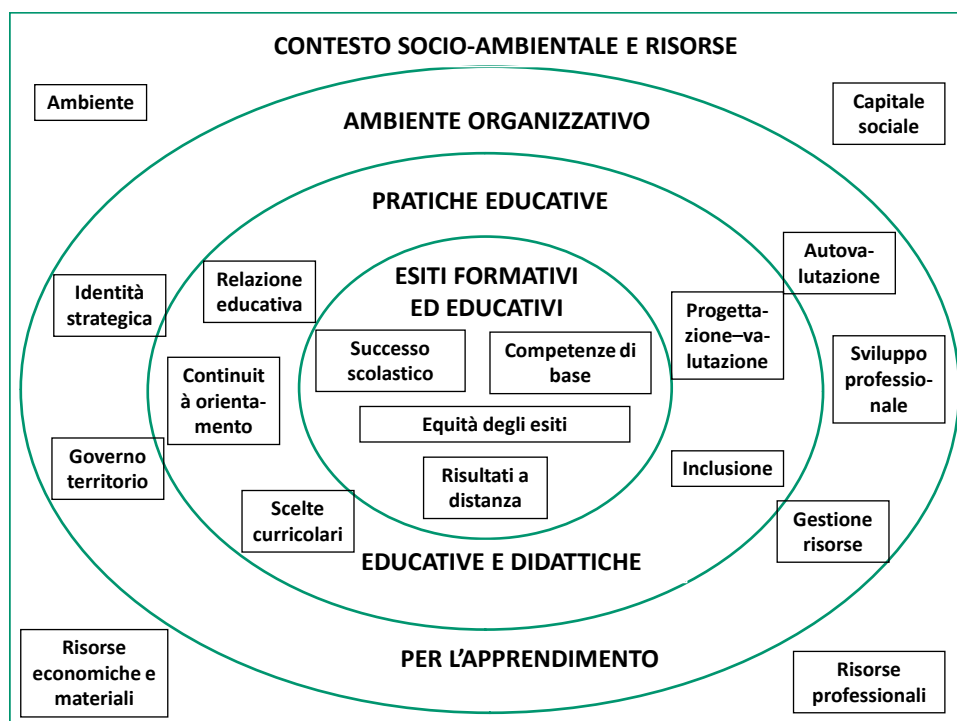 CONTESTO SOCIO-AMBIENTALE E RISORSE
Ambiente
Capitale
sociale
AMBIENTE ORGANIZZATIVO
PRATICHE EDUCATIVE
Autova-
lutazione
Identità
strategica
Relazione
educativa
ESITI FORMATIVI
ED EDUCATIVI
Progetta-
zione–va-
lutazione
Successo
scolastico
Competenze di
base
Sviluppo
professio-
nale
Continuit
à orienta-
mento
Equità degli esiti
Governo
territorio
Risultati a
distanza
Inclusione
Scelte
curricolari
Gestione
risorse
EDUCATIVE E DIDATTICHE
Risorse
economiche e
materiali
PER L’APPRENDIMENTO
Risorse
professionali